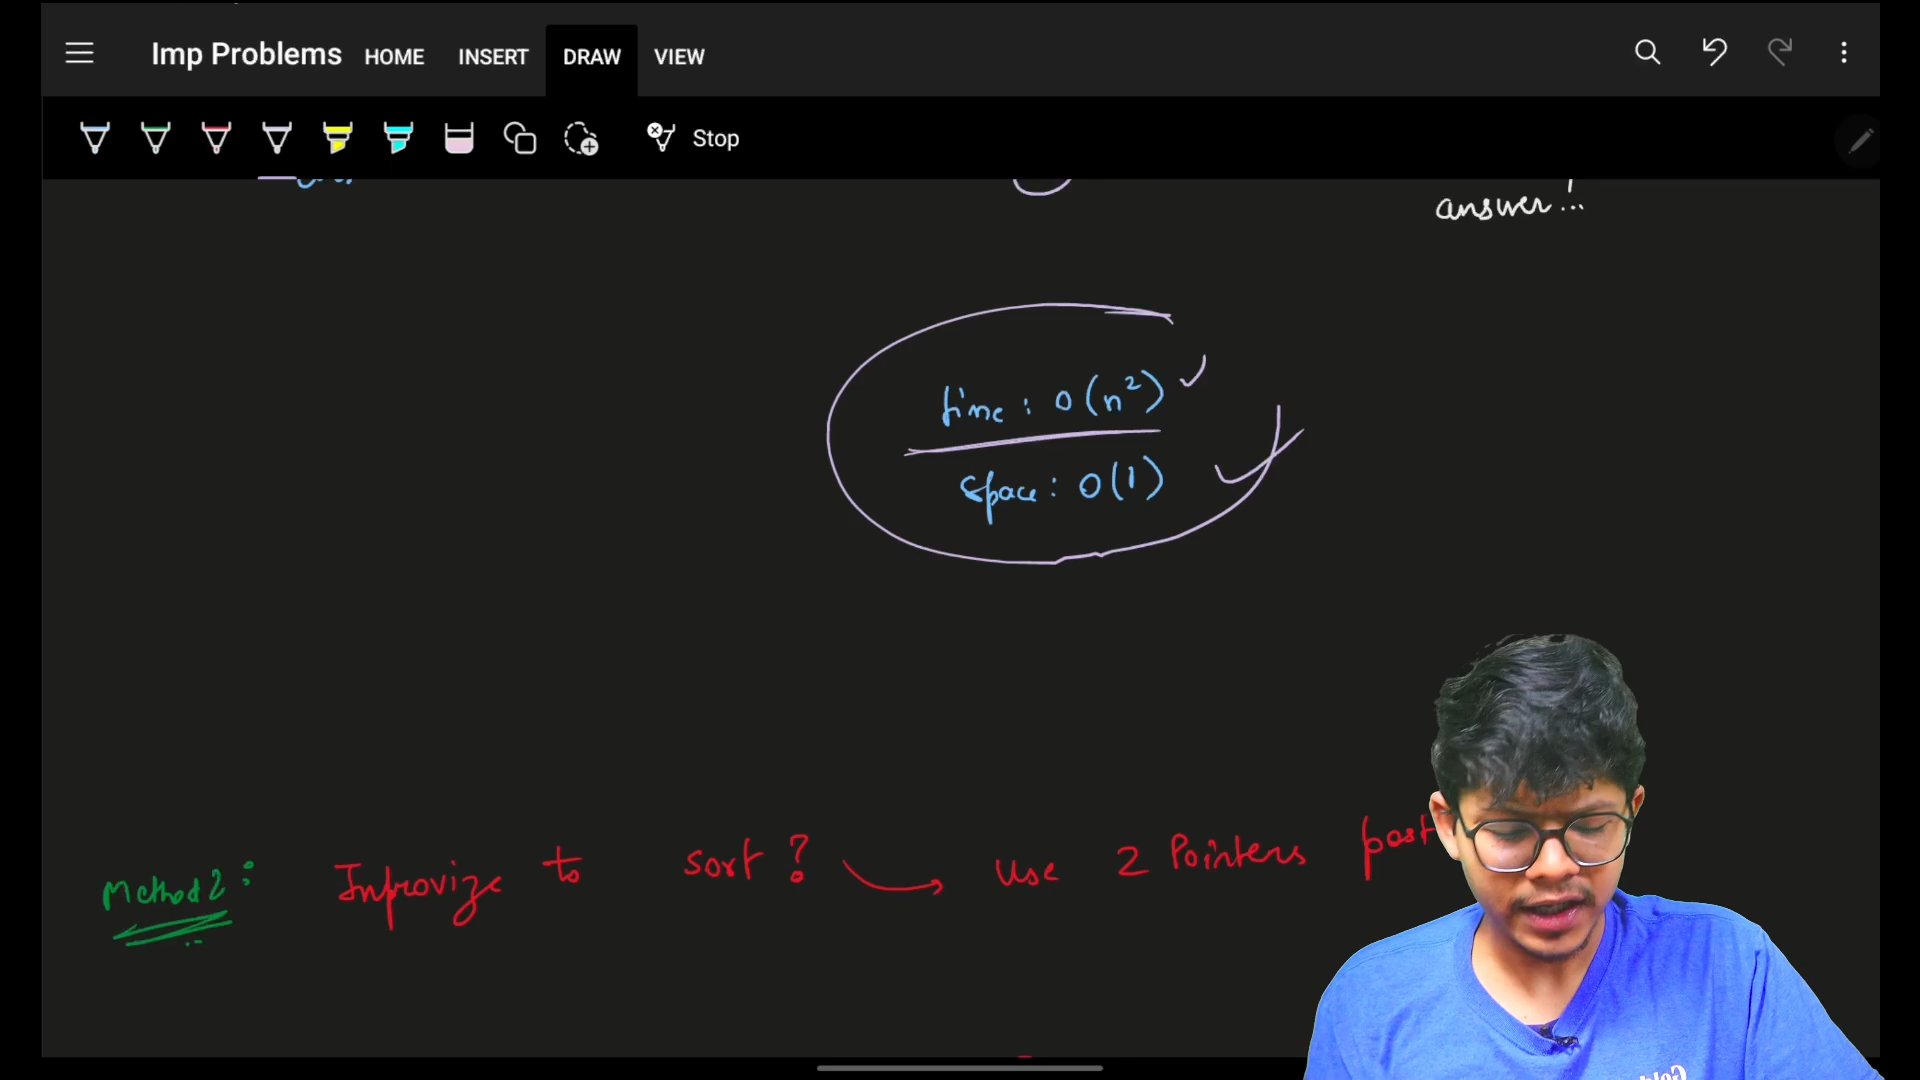 Imp Problems HOME INSERT DRAW VIEW
Stop
answer!..
time: O(n²)
space: O(1)
Method 2: Improvize to sort? Use 2 Pointers past